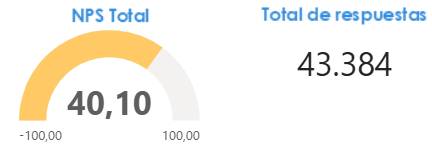 NPS Total
Total de respuestas
43.384
40,10
-100,00
100,00